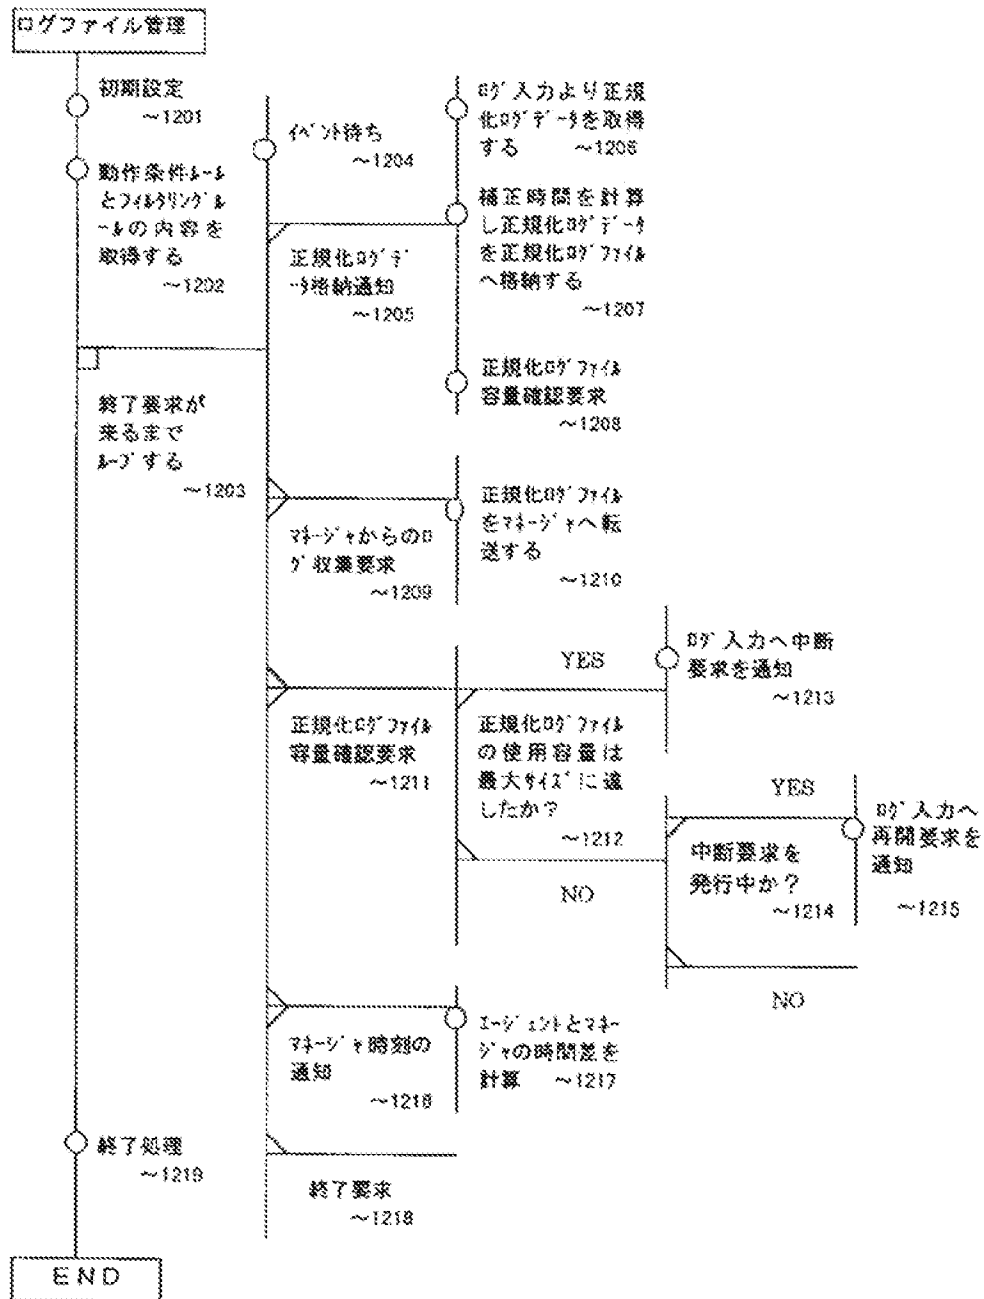 ログファイル管理
初期設定
～1201
動作条件ﾙｰﾙ
とﾌｨﾙﾀﾘﾝｸﾞﾙ
ｰﾙの内容を
取得する
～1202
終了要求が
来るまで
ﾙｰﾌﾟする
～1203
ｲﾍﾞﾝﾄ待ち
～1204
正規化ﾛｸﾞﾃﾞ
ｰﾀ格納通知
～1205
ﾛｸﾞ入力より正規
化ﾛｸﾞﾃﾞｰﾀを取得
する ～1206
補正時間を計算
し正規化ﾛｸﾞﾃﾞｰﾀ
を正規化ﾛｸﾞﾌｧｲﾙ
へ格納する
～1207
正規化ﾛｸﾞﾌｧｲﾙ
容量確認要求
～1208
ﾏﾈｰｼﾞｬからのﾛ
ｸﾞ収集要求
～1209
正規化ﾛｸﾞﾌｧｲﾙ
をﾏﾈｰｼﾞｬへ転
送する
～1210
正規化ﾛｸﾞﾌｧｲﾙ
容量確認要求
～1211
YES
正規化ﾛｸﾞﾌｧｲﾙ
の使用容量は
最大ｻｲｽﾞに達
したか？
～1212
NO
ﾛｸﾞ入力へ中断
要求を通知
～1213
YES
中断要求を
発行中か？
～1214
NO
ﾛｸﾞ入力へ
再開要求を
通知
～1215
ﾏﾈｰｼﾞｬ時刻の
通知
～1216
ｴｰｼﾞｪﾝﾄとﾏﾈｰ
ｼﾞｬの時間差を
計算 ～1217
終了要求
～1218
終了処理
～1219
END